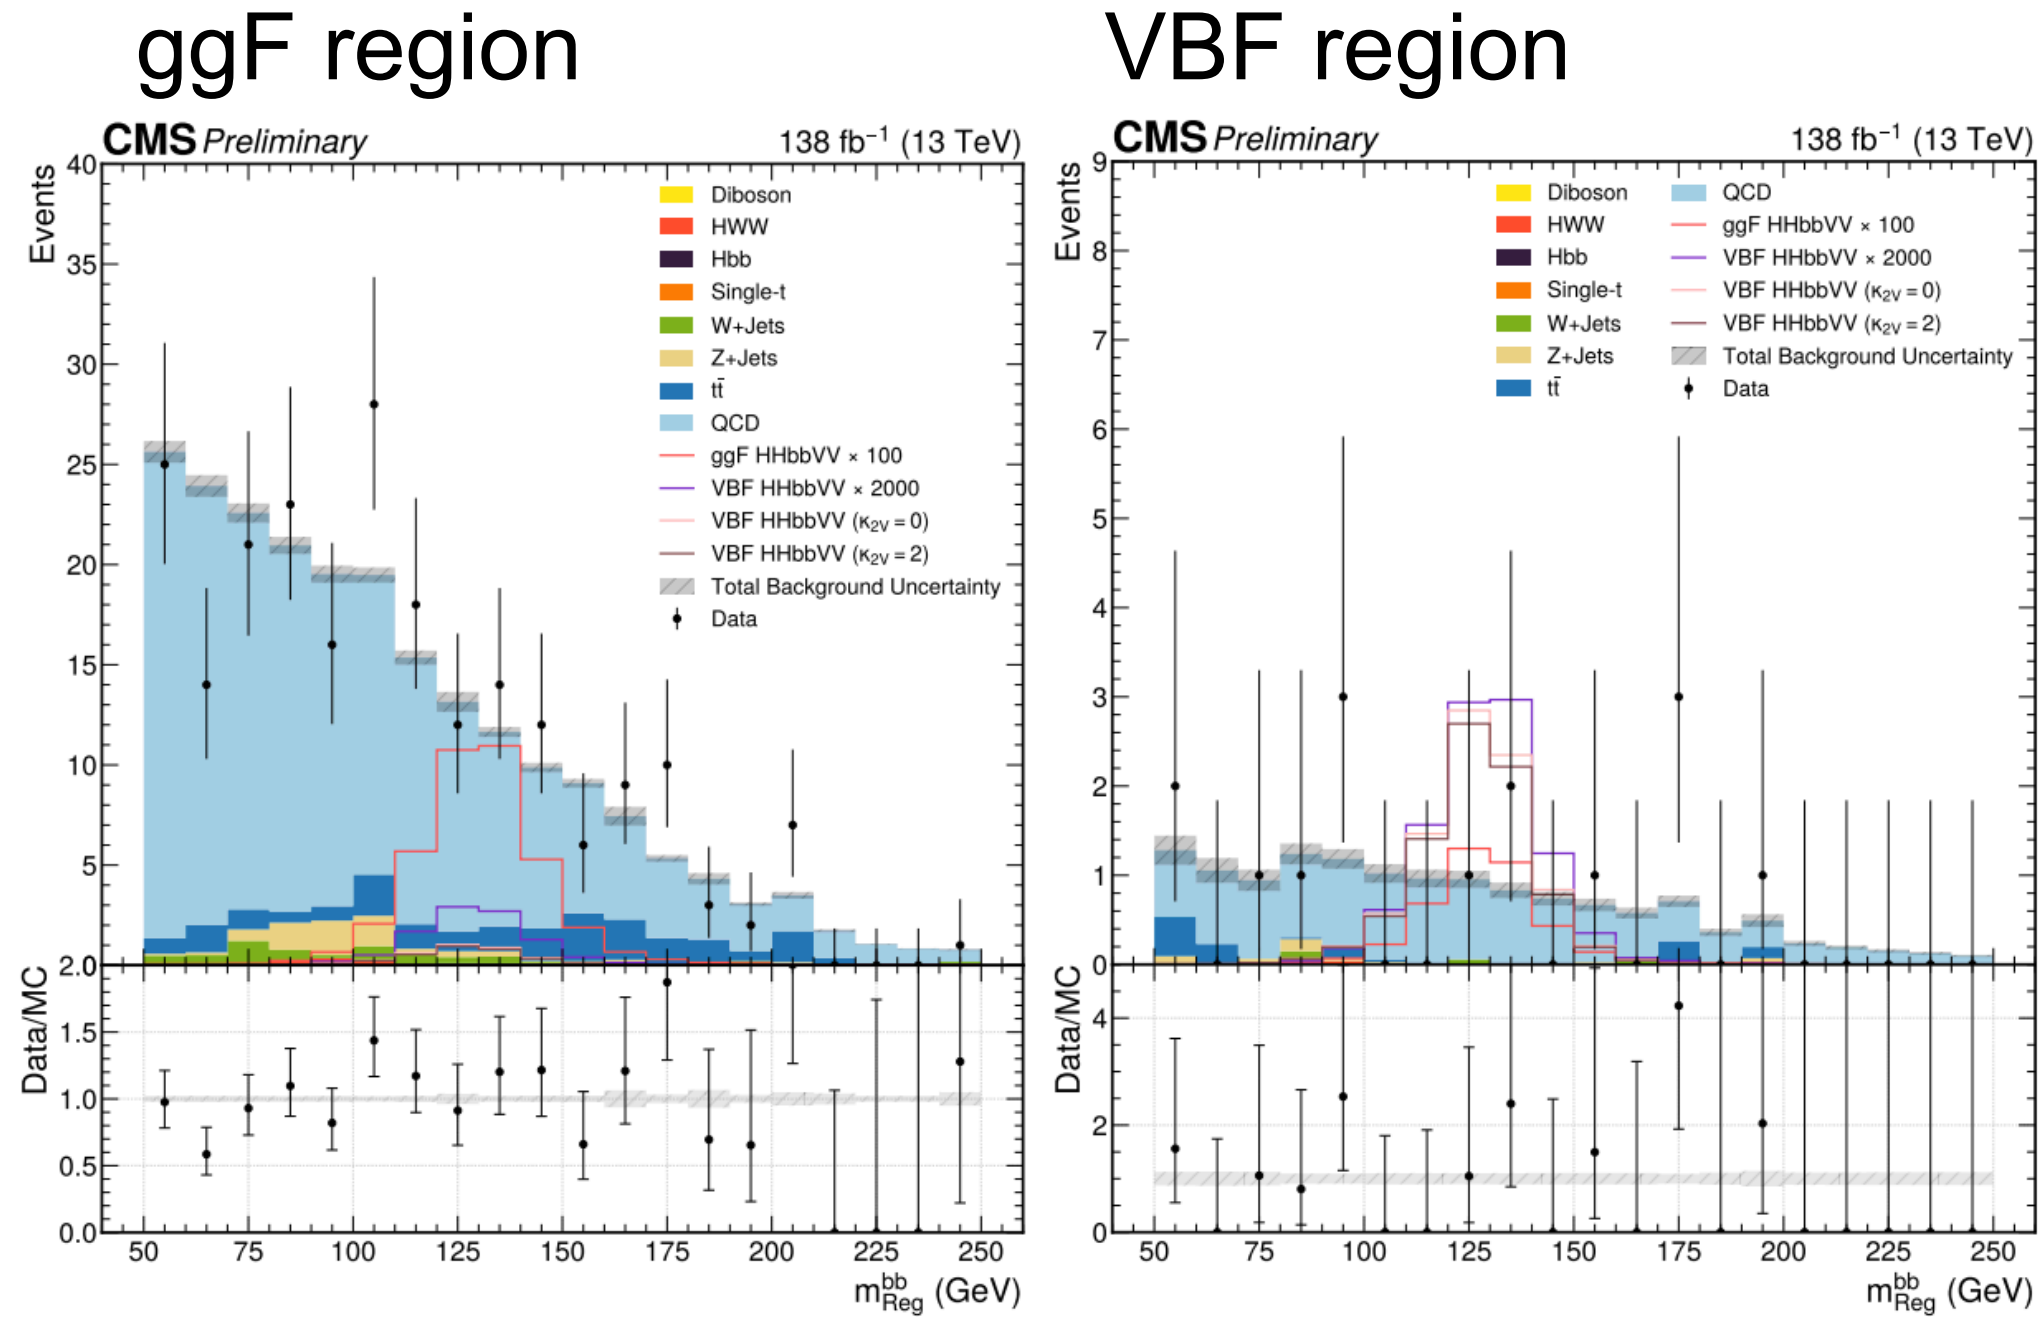 ggF region
CMS Preliminary 138 fb⁻¹ (13 TeV)
Events
40
35
30
25
20
15
10
5
0
Diboson
HWW
Hbb
Single-t
W+Jets
Z+Jets
tt̄
QCD
ggF HHbbVV × 100
VBF HHbbVV × 2000
VBF HHbbVV (κ₂V = 0)
VBF HHbbVV (κ₂V = 2)
Total Background Uncertainty
Data
Data/MC
2.0
1.5
1.0
0.5
0.0
50 75 100 125 150 175 200 225 250
m^bb_Reg (GeV)
VBF region
CMS Preliminary 138 fb⁻¹ (13 TeV)
Events
9
8
7
6
5
4
3
2
1
0
Diboson
HWW
Hbb
Single-t
W+Jets
Z+Jets
tt̄
QCD
ggF HHbbVV × 100
VBF HHbbVV × 2000
VBF HHbbVV (κ₂V = 0)
VBF HHbbVV (κ₂V = 2)
Total Background Uncertainty
Data
Data/MC
4
2
0
50 75 100 125 150 175 200 225 250
m^bb_Reg (GeV)